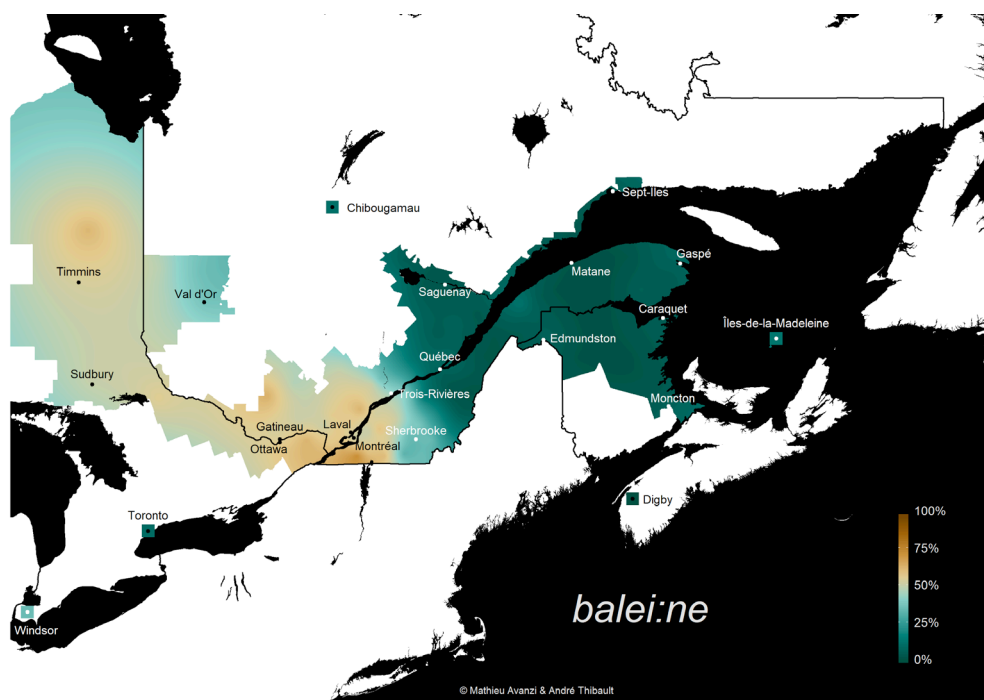 Sept-Iles
Chibougamau
Gaspé
Matane
Timmins
Val d'Or
Saguenay
Caraquet
Îles-de-la-Madeleine
Edmundston
Québec
Sudbury
Trois-Rivières
Moncton
Gatineau
Laval
Sherbrooke
Ottawa
Montréal
Digby
Toronto
100%
75%
50%
25%
0%
balei:ne
Windsor
© Mathieu Avanzi & André Thibault